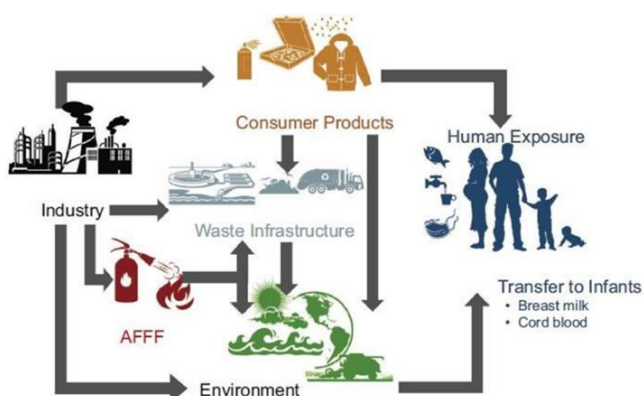 Consumer Products
Human Exposure
Industry
Waste Infrastructure
Transfer to Infants
• Breast milk
• Cord blood
AFFF
Environment